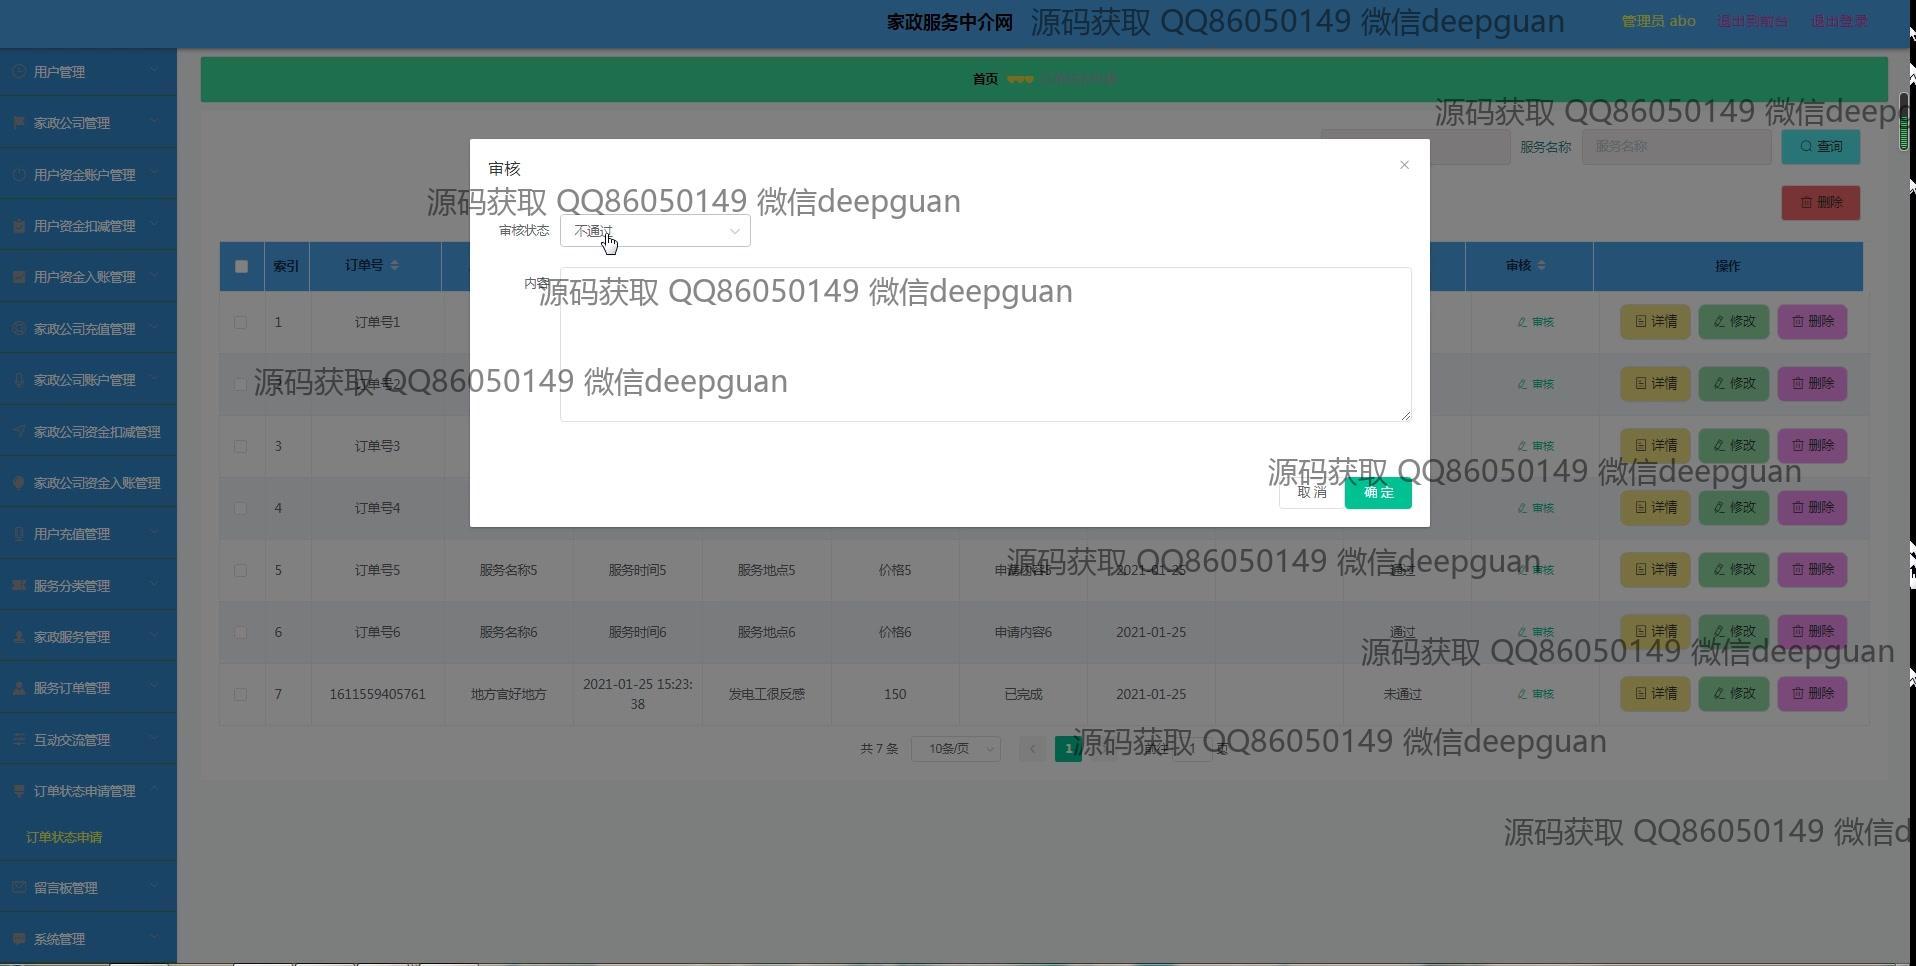 家政服务中介网
源码获取 QQ86050149 微信deepguan
管理员 abo
退出到前台
退出登录
用户管理
家政公司管理
用户资金账户管理
用户资金扣减管理
用户资金入账管理
家政公司充值管理
家政公司账户管理
家政公司资金扣减管理
家政公司资金入账管理
用户充值管理
服务分类管理
家政服务管理
服务订单管理
互动交流管理
订单状态申请管理
订单状态申请
留言板管理
系统管理
首页
源码获取 QQ86050149 微信deepg
服务名称 服务名称 查询
删除
审核
源码获取 QQ86050149 微信deepguan
审核状态 不通过
内容
源码获取 QQ86050149 微信deepguan
源码获取 QQ86050149 微信deepguan
源码获取 QQ86050149 微信deepguan
取消 确定
索引 订单号 审核 操作
1 订单号1 审核 详情 修改 删除
订单号2 审核 详情 修改 删除
3 订单号3 审核 详情 修改 删除
4 订单号4 审核 详情 修改 删除
源码获取 QQ86050149 微信deepguan
5 订单号5 服务名称5 服务时间5 服务地点5 价格5 申请内容5 2021-01-25 通过 审核 详情 修改 删除
6 订单号6 服务名称6 服务时间6 服务地点6 价格6 申请内容6 2021-01-25 通过 审核 详情 修改 删除
源码获取 QQ86050149 微信deepguan
7 1611559405761 地方官好地方 2021-01-25 15:23:38 发电工很反感 150 已完成 2021-01-25 未通过 审核 详情 修改 删除
共 7 条 10条/页 1 前往 1 页
源码获取 QQ86050149 微信deepguan
源码获取 QQ86050149 微信d